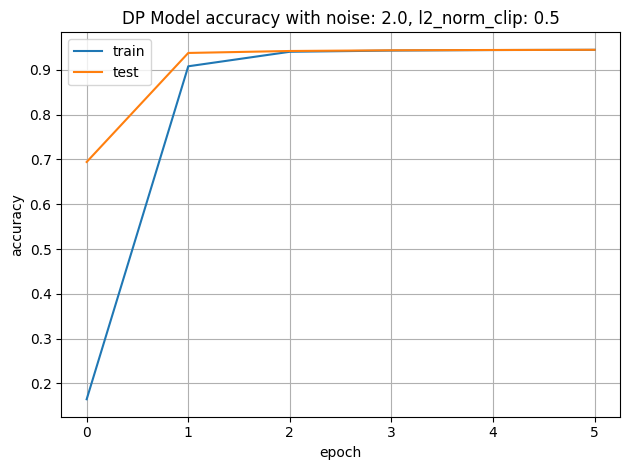 DP Model accuracy with noise: 2.0, l2_norm_clip: 0.5
train
test
0.9
0.8
0.7
0.6
0.5
0.4
0.3
0.2
accuracy
0 1 2 3 4 5
epoch